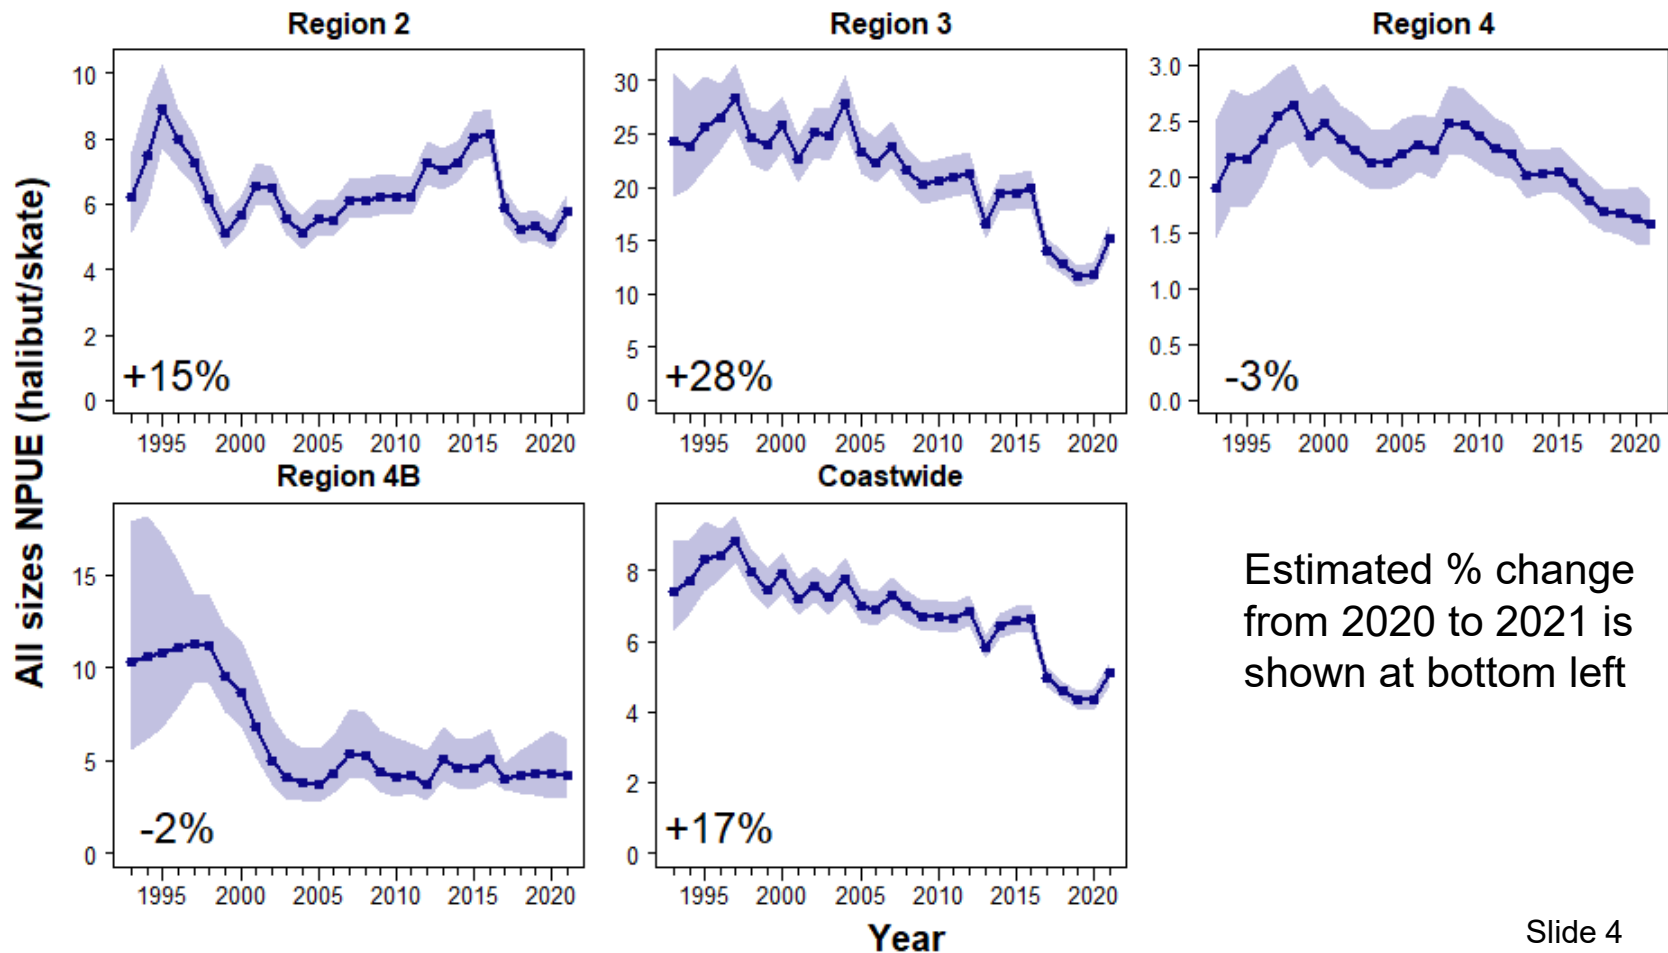 Region 2
Region 3
Region 4
All sizes NPUE (halibut/skate)
10
8
6
4
2
0
+15%
1995 2000 2005 2010 2015 2020
30
25
20
15
10
5
0
+28%
1995 2000 2005 2010 2015 2020
3.0
2.5
2.0
1.5
1.0
0.5
0.0
-3%
1995 2000 2005 2010 2015 2020
Region 4B
Coastwide
15
10
5
0
-2%
1995 2000 2005 2010 2015 2020
8
6
4
2
0
+17%
1995 2000 2005 2010 2015 2020
Year
Estimated % change
from 2020 to 2021 is
shown at bottom left
Slide 4